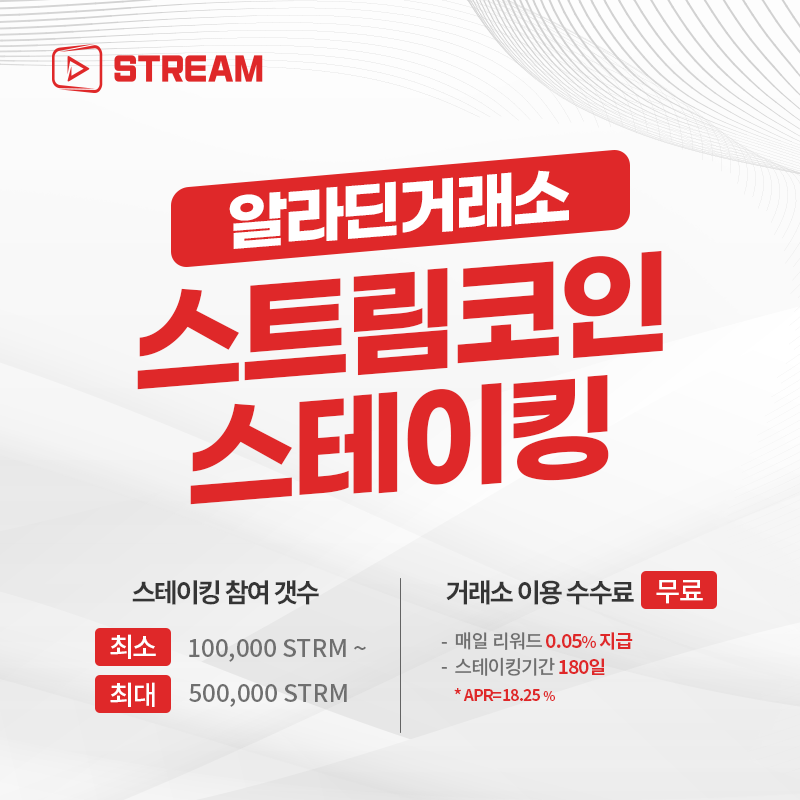 STREAM
알라딘거래소
스트림코인
스테이킹
스테이킹 참여 갯수
최소 100,000 STRM ~
최대 500,000 STRM
거래소 이용 수수료 무료
- 매일 리워드 0.05% 지급
- 스테이킹기간 180일
* APR=18.25 %